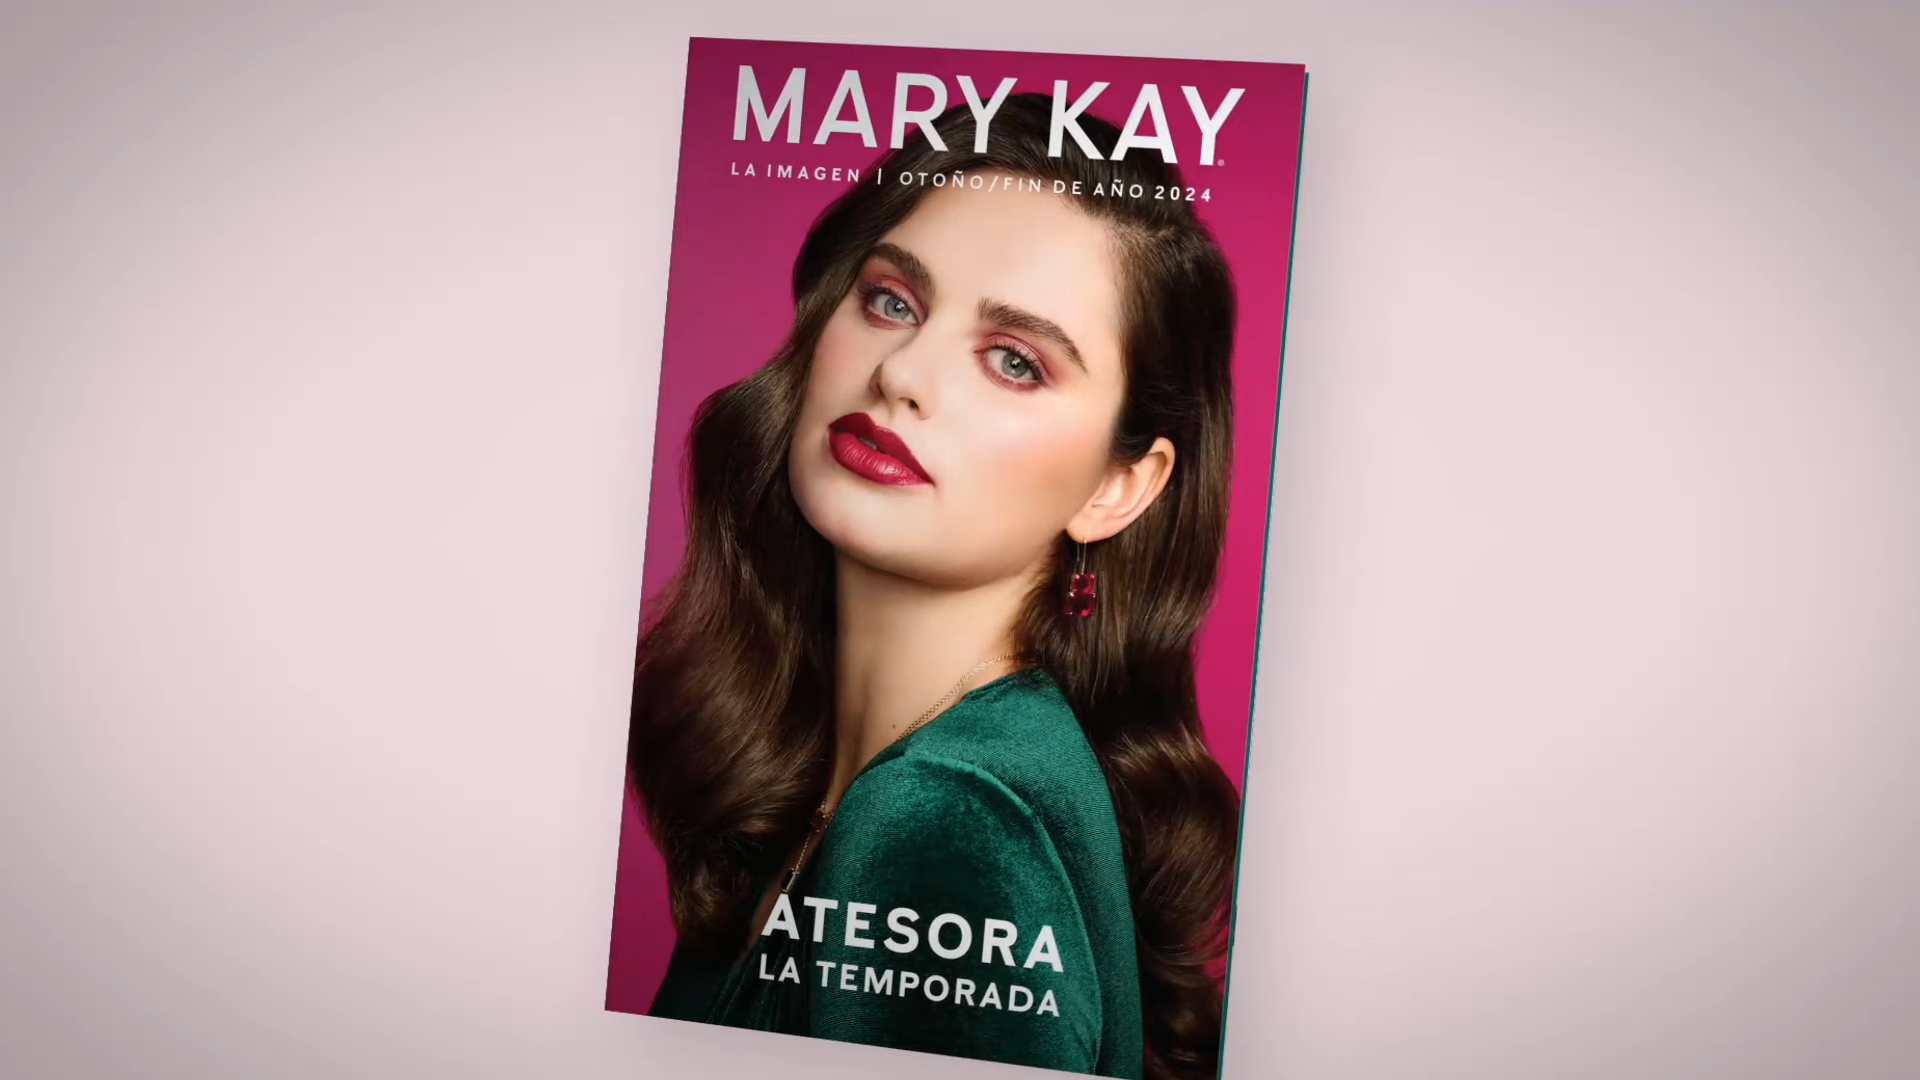 MARY KAY®
LA IMAGEN | OTOÑO/FIN DE AÑO 2024
ATESORA
LA TEMPORADA